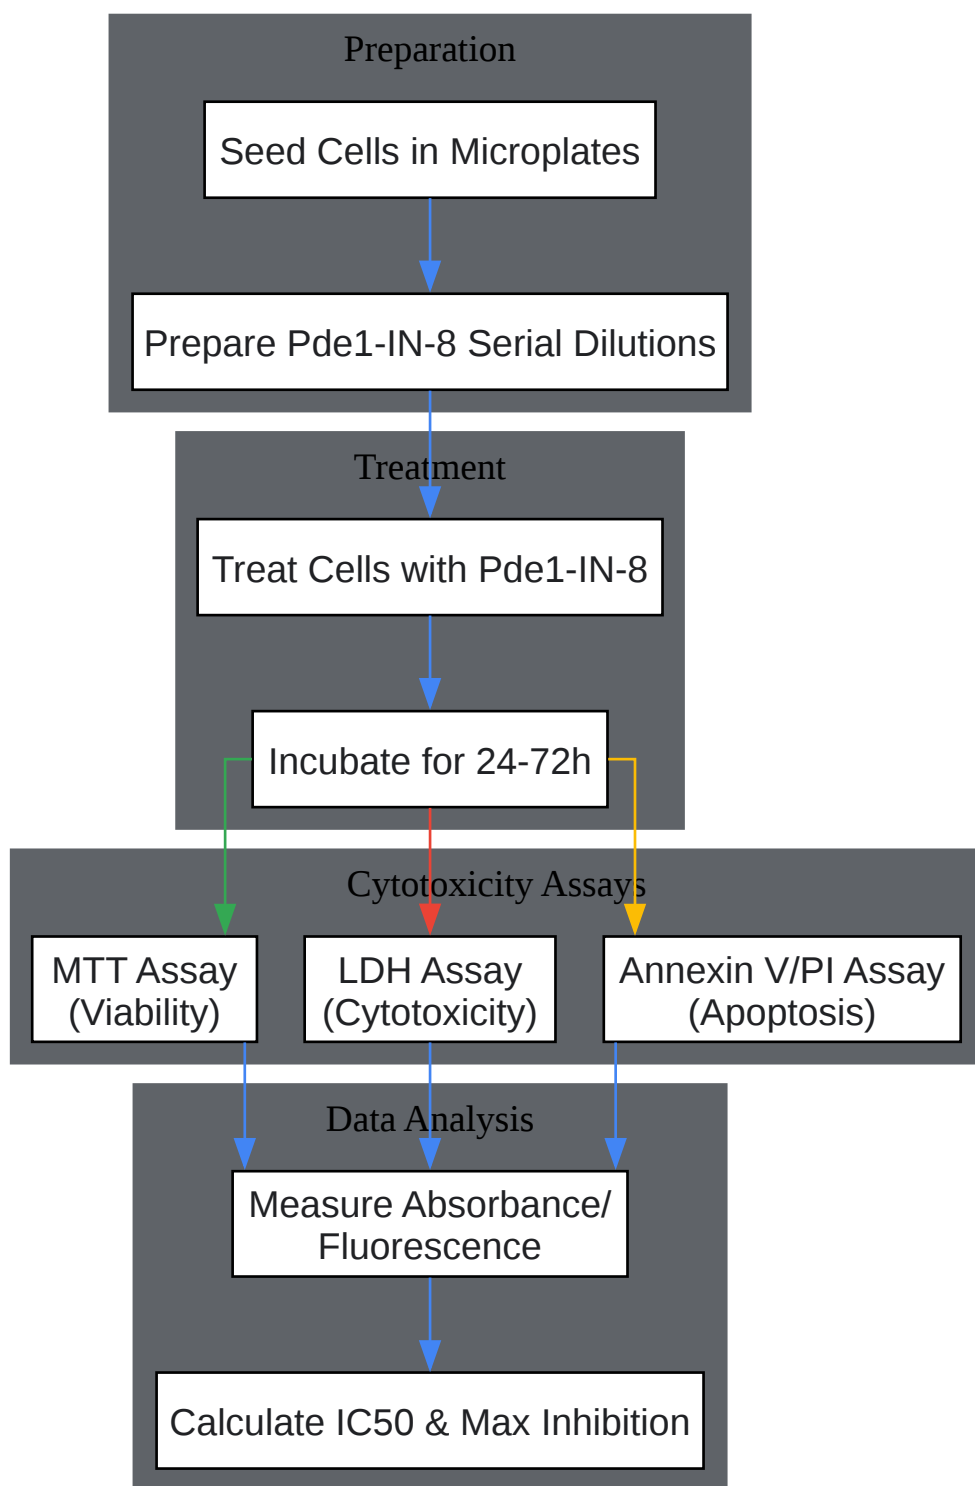 Preparation
Seed Cells in Microplates
Prepare Pde1-IN-8 Serial Dilutions
Treatment
Treat Cells with Pde1-IN-8
Incubate for 24-72h
Cytotoxicity Assays
MTT Assay
(Viability)
LDH Assay
(Cytotoxicity)
Annexin V/PI Assay
(Apoptosis)
Data Analysis
Measure Absorbance/
Fluorescence
Calculate IC50 & Max Inhibition